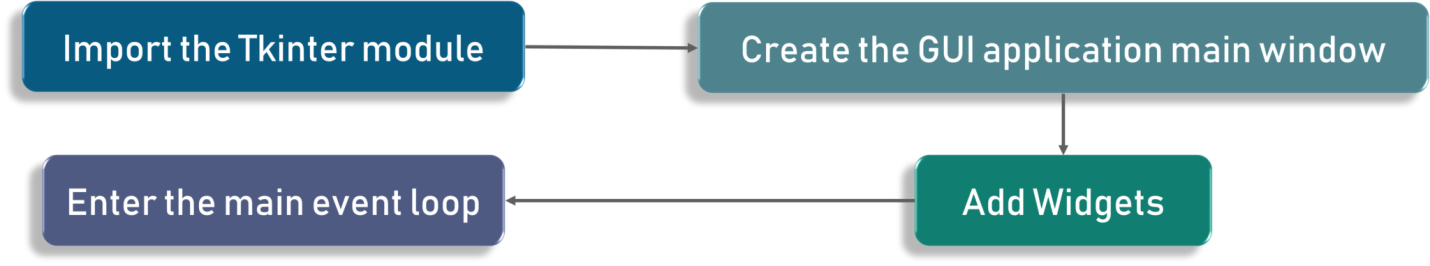 Import the Tkinter module
Create the GUI application main window
Add Widgets
Enter the main event loop